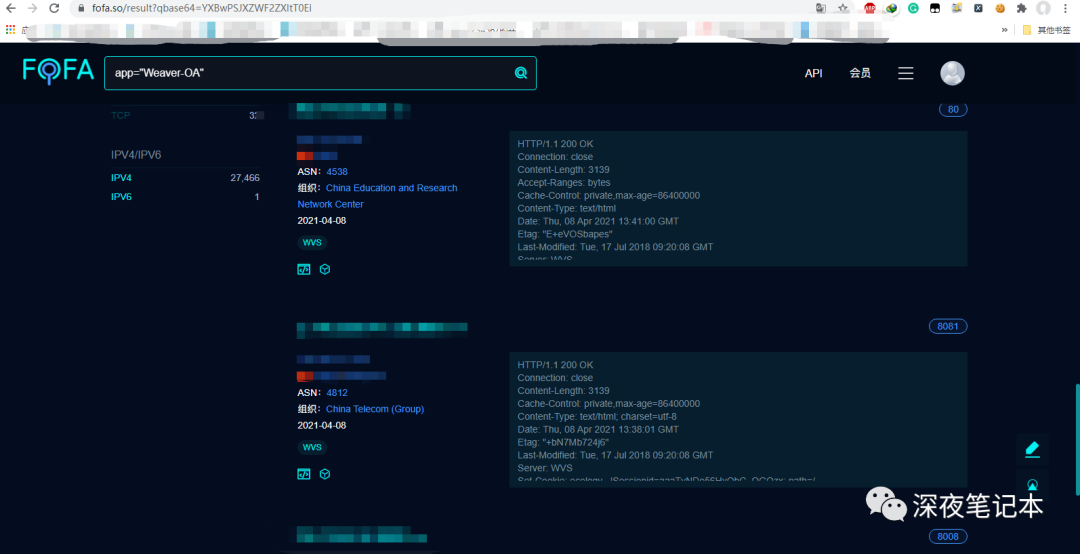 fofa.so/result?qbase64=YXBwPSJXZWF2ZXItT0Ei
»
其他书签
FOFA
app="Weaver-OA"
API
会员
TCP
IPV4/IPV6
IPV4
27,466
IPV6
1
80
ASN：4538
组织：China Education and Research
Network Center
2021-04-08
WVS
HTTP/1.1 200 OK
Connection: close
Content-Length: 3139
Accept-Ranges: bytes
Cache-Control: private,max-age=86400000
Content-Type: text/html
Date: Thu, 08 Apr 2021 13:41:00 GMT
Etag: "E+eVOSbapes"
Last-Modified: Tue, 17 Jul 2018 09:20:08 GMT
Server: WVS
8081
ASN：4812
组织：China Telecom (Group)
2021-04-08
WVS
HTTP/1.1 200 OK
Connection: close
Content-Length: 3139
Cache-Control: private,max-age=86400000
Content-Type: text/html; charset=utf-8
Date: Thu, 08 Apr 2021 13:38:01 GMT
Etag: "+bN7Mb724j6"
Last-Modified: Tue, 17 Jul 2018 09:20:08 GMT
Server: WVS
深夜笔记本
8008